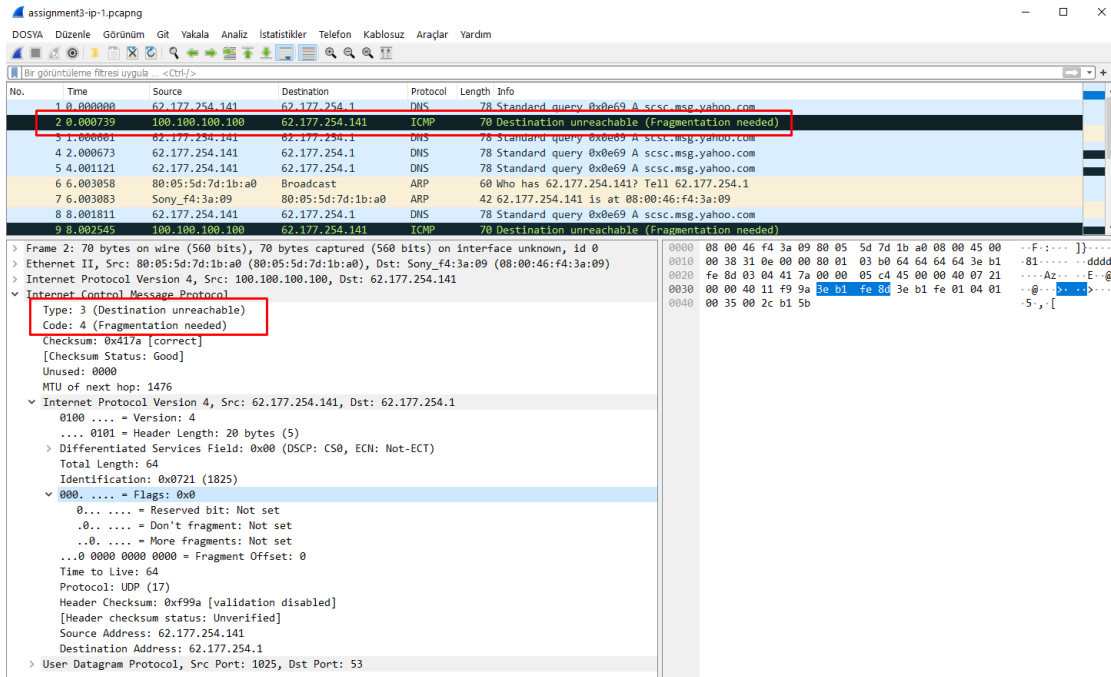 assignment3-ip-1.pcapng
DOSYA Düzenle Görünüm Git Yakala Analiz İstatistikler Telefon Kablosuz Araçlar Yardım
Bir görüntüleme filtresi uygula ... <Ctrl-/>
No. Time Source Destination Protocol Length Info
1 0.000000 62.177.254.141 62.177.254.1 DNS 78 Standard query 0x0e69 A scsc.msg.yahoo.com
2 0.000739 100.100.100.100 62.177.254.141 ICMP 70 Destination unreachable (Fragmentation needed)
3 1.000601 62.177.254.141 62.177.254.1 DNS 78 Standard query 0x0e69 A scsc.msg.yahoo.com
4 2.000673 62.177.254.141 62.177.254.1 DNS 78 Standard query 0x0e69 A scsc.msg.yahoo.com
5 4.001121 62.177.254.141 62.177.254.1 DNS 78 Standard query 0x0e69 A scsc.msg.yahoo.com
6 6.003058 80:05:5d:7d:1b:a0 Broadcast ARP 60 Who has 62.177.254.141? Tell 62.177.254.1
7 6.003083 Sony_f4:3a:09 80:05:5d:7d:1b:a0 ARP 42 62.177.254.141 is at 08:00:46:f4:3a:09
8 8.001811 62.177.254.141 62.177.254.1 DNS 78 Standard query 0x0e69 A scsc.msg.yahoo.com
9 8.002545 100.100.100.100 62.177.254.141 ICMP 70 Destination unreachable (Fragmentation needed)
Frame 2: 70 bytes on wire (560 bits), 70 bytes captured (560 bits) on interface unknown, id 0
Ethernet II, Src: 80:05:5d:7d:1b:a0 (80:05:5d:7d:1b:a0), Dst: Sony_f4:3a:09 (08:00:46:f4:3a:09)
Internet Protocol Version 4, Src: 100.100.100.100, Dst: 62.177.254.141
Internet Control Message Protocol
Type: 3 (Destination unreachable)
Code: 4 (Fragmentation needed)
Checksum: 0x417a [correct]
[Checksum Status: Good]
Unused: 0000
MTU of next hop: 1476
Internet Protocol Version 4, Src: 62.177.254.141, Dst: 62.177.254.1
0100 .... = Version: 4
.... 0101 = Header Length: 20 bytes (5)
Differentiated Services Field: 0x00 (DSCP: CS0, ECN: Not-ECT)
Total Length: 64
Identification: 0x0721 (1825)
000. .... = Flags: 0x0
0... .... = Reserved bit: Not set
.0.. .... = Don't fragment: Not set
..0. .... = More fragments: Not set
...0 0000 0000 0000 = Fragment Offset: 0
Time to Live: 64
Protocol: UDP (17)
Header Checksum: 0xf99a [validation disabled]
[Header checksum status: Unverified]
Source Address: 62.177.254.141
Destination Address: 62.177.254.1
User Datagram Protocol, Src Port: 1025, Dst Port: 53
0000 08 00 46 f4 3a 09 80 05 5d 7d 1b a0 08 00 45 00 ··F·:··· ]}····E·
0010 00 38 31 0e 00 00 80 01 03 b0 64 64 64 64 3e b1 ·81····· ··dddd>·
0020 fe 8d 03 04 41 7a 00 00 05 c4 45 00 00 40 07 21 ····Az·· ··E··@·!
0030 00 00 40 11 f9 9a 3e b1 fe 8d 3e b1 fe 01 04 01 ··@···>· ··>·····
0040 00 35 00 2c b1 5b ·5·,·[